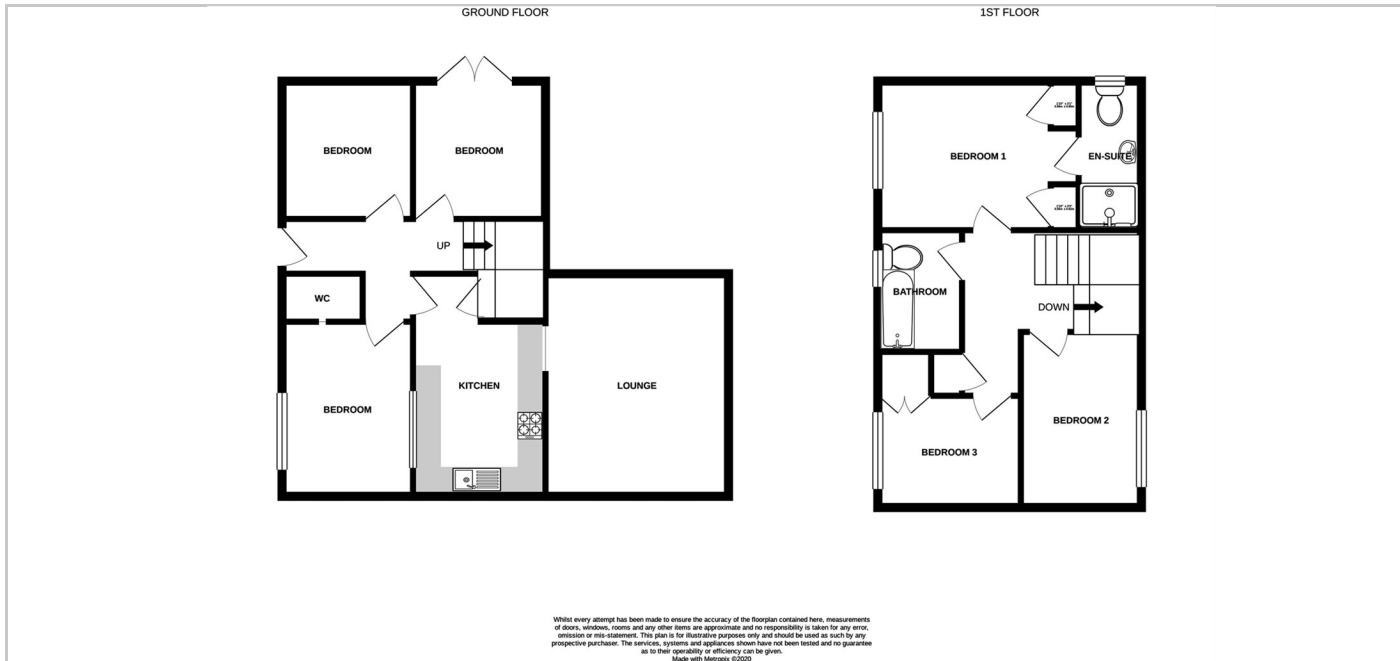 GROUND FLOOR
1ST FLOOR
BEDROOM
BEDROOM
UP
WC
BEDROOM
KITCHEN
LOUNGE
BEDROOM 1
EN-SUITE
BATHROOM
DOWN
BEDROOM 2
BEDROOM 3
Whilst every attempt has been made to ensure the accuracy of the floorplan contained here, measurements
of doors, windows, rooms and any other items are approximate and no responsibility is taken for any error,
omission or mis-statement. This plan is for illustrative purposes only and should be used as such by any
prospective purchaser. The services, systems and appliances shown have not been tested and no guarantee
as to their operability or efficiency can be given.
Made with Metropix ©2020